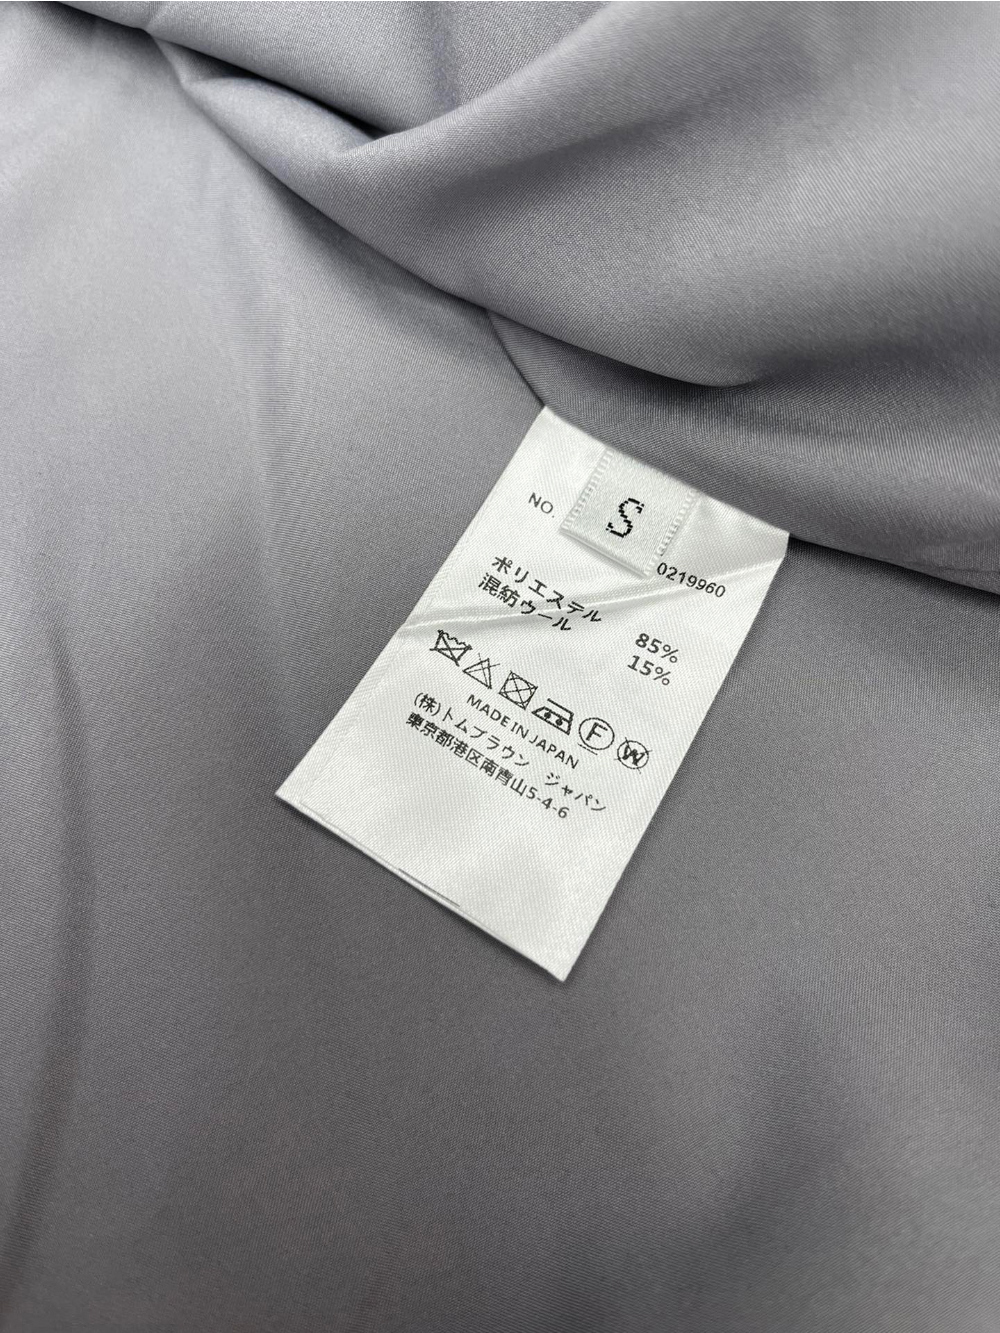 S
NO.
0219960
ポリエステル 85%
混紡ウール 15%
F W
MADE IN JAPAN
(株)トムブラウン ジャパン
東京都港区南青山5-4-6